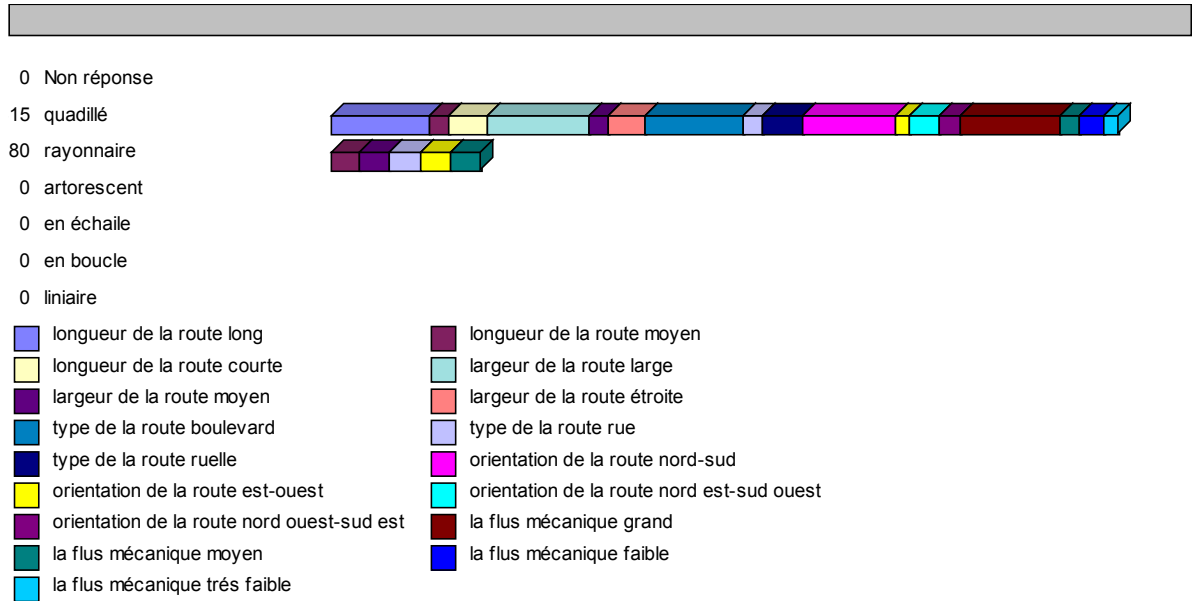 0 Non réponse
15 quadillé
80 rayonnaire
0 artorescent
0 en échaile
0 en boucle
0 liniaire
longueur de la route long
longueur de la route moyen
longueur de la route courte
largeur de la route large
largeur de la route moyen
largeur de la route étroite
type de la route boulevard
type de la route rue
type de la route ruelle
orientation de la route nord-sud
orientation de la route est-ouest
orientation de la route nord est-sud ouest
orientation de la route nord ouest-sud est
la flus mécanique grand
la flus mécanique moyen
la flus mécanique faible
la flus mécanique trés faible